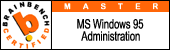 BRAINBENCH
CERTIFIED
b!
MASTER
MS Windows 95
Administration